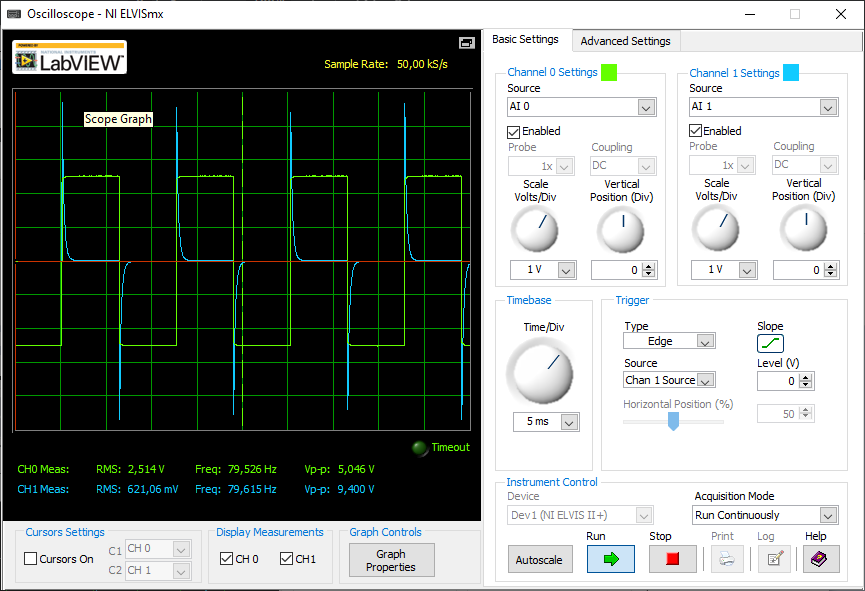 Oscilloscope - NI ELVISmx
POWERED BY
NATIONAL INSTRUMENTS
LabVIEW™
Sample Rate: 50,00 kS/s
Scope Graph
Timeout
CH0 Meas: RMS: 2,514 V Freq: 79,526 Hz Vp-p: 5,046 V
CH1 Meas: RMS: 621,06 mV Freq: 79,615 Hz Vp-p: 9,400 V
Cursors Settings
Cursors On
C1 CH 0
C2 CH 1
Display Measurements
CH 0 CH1
Graph Controls
Graph
Properties
Basic Settings Advanced Settings
Channel 0 Settings
Source
AI 0
Enabled
Probe Coupling
1x DC
Scale
Volts/Div
Vertical
Position (Div)
1 V 0
Channel 1 Settings
Source
AI 1
Enabled
Probe Coupling
1x DC
Scale
Volts/Div
Vertical
Position (Div)
1 V 0
Timebase
Time/Div
5 ms
Trigger
Type
Edge
Source
Chan 1 Source
Horizontal Position (%)
Slope
Level (V)
0
50
Instrument Control
Device
Dev1 (NI ELVIS II+)
Acquisition Mode
Run Continuously
Autoscale
Run Stop Print Log Help